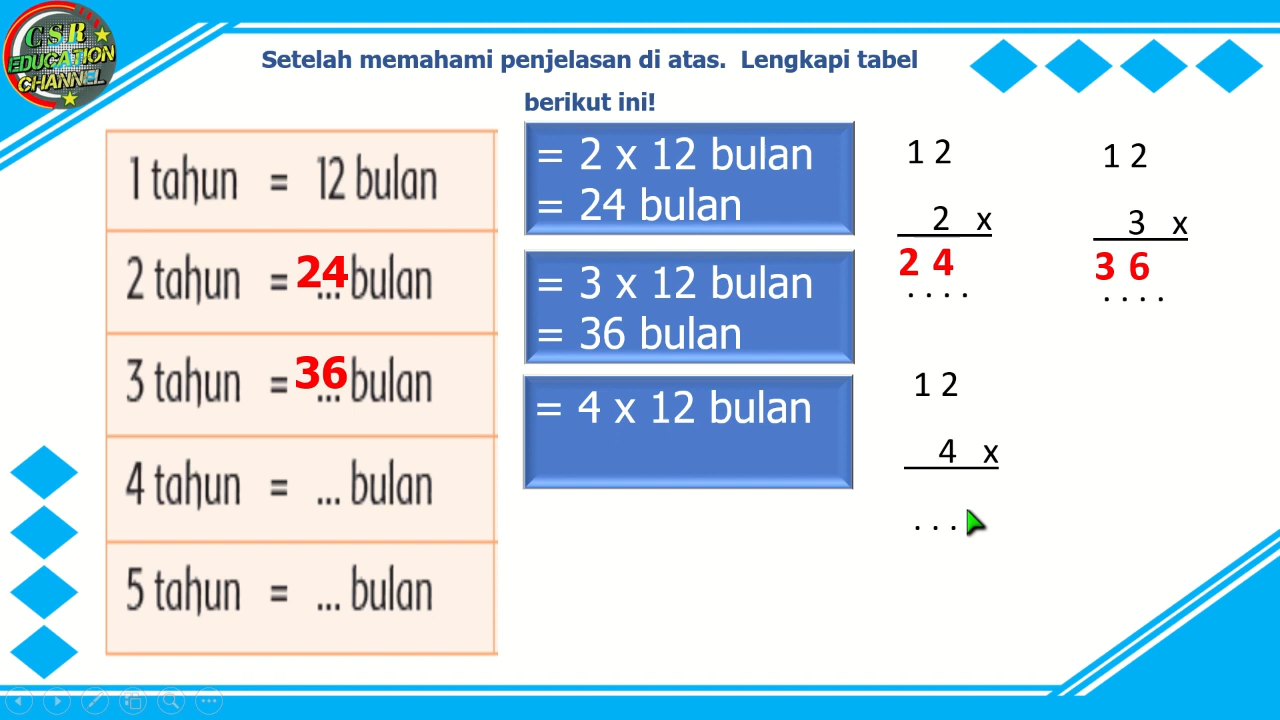 CSR
EDUCATION
CHANNEL
Setelah memahami penjelasan di atas. Lengkapi tabel
berikut ini!
1 tahun = 12 bulan
2 tahun = 24 ... bulan
3 tahun = 36 ... bulan
4 tahun = ... bulan
5 tahun = ... bulan
= 2 x 12 bulan
= 24 bulan
= 3 x 12 bulan
= 36 bulan
= 4 x 12 bulan
1 2
2 x
2 4
. . . .
1 2
3 x
3 6
. . . .
1 2
4 x
. . .